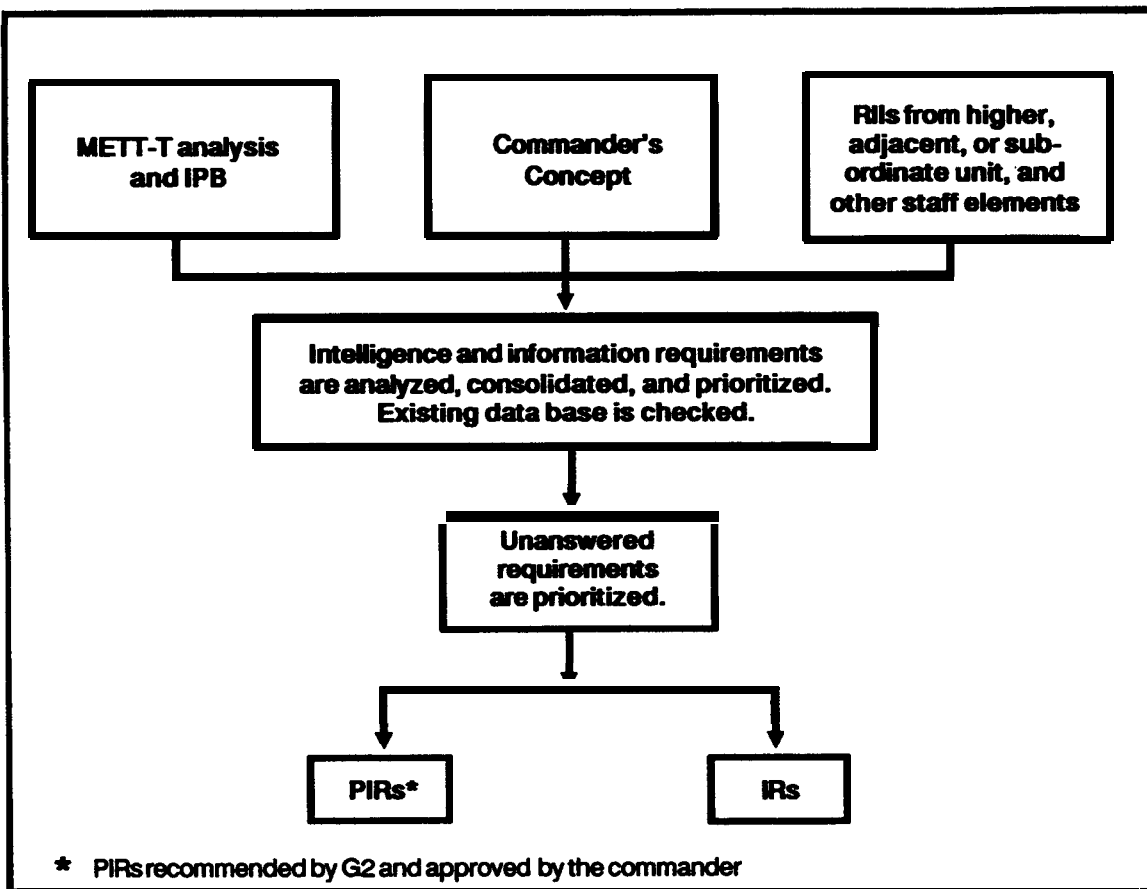 METT-T analysis
and IPB
Commander's
Concept
RIIs from higher,
adjacent, or sub-
ordinate unit, and
other staff elements
Intelligence and information requirements
are analyzed, consolidated, and prioritized.
Existing data base is checked.
Unanswered
requirements
are prioritized.
PIRs*
IRs
* PIRs recommended by G2 and approved by the commander